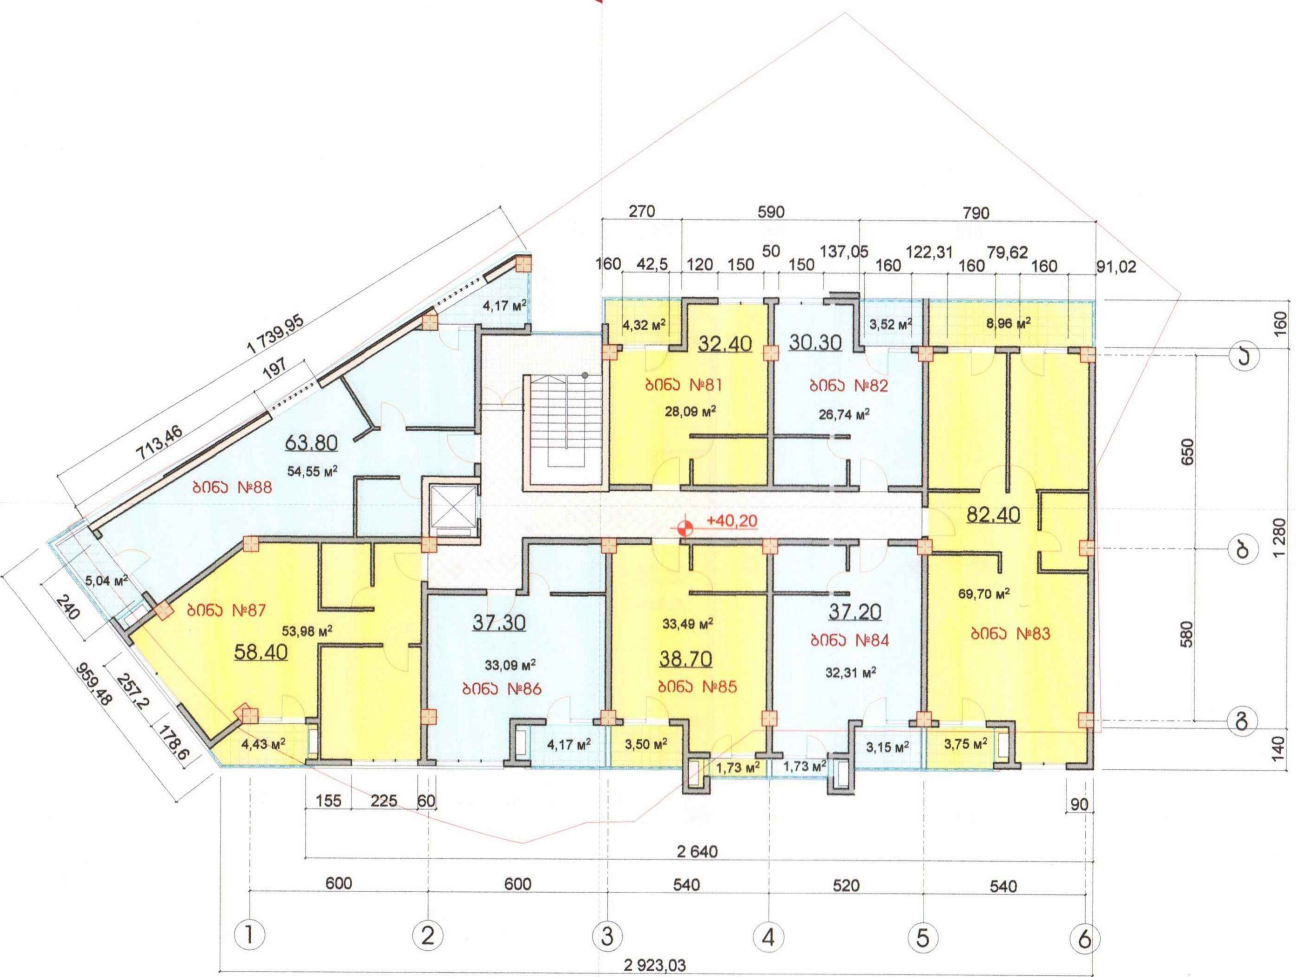 270
590
790
160
42,5
120
150
50
150
137,05
160
122,31
160
79,62
160
91,02
4,17 м²
1 739,95
197
713,46
4,32 м²
32.40
ბინა №81
28,09 м²
30.30
ბინა №82
26,74 м²
3,52 м²
8,96 м²
160
ა
63.80
54,55 м²
ბინა №88
650
+40,20
82.40
ბ
1 280
5,04 м²
240
ბინა №87
53,98 м²
58.40
37.30
33,09 м²
ბინა №86
33,49 м²
38.70
ბინა №85
37.20
ბინა №84
32,31 м²
69,70 м²
ბინა №83
580
959,48
257,2
178,6
4,43 м²
4,17 м²
3,50 м²
1,73 м²
1,73 м²
3,15 м²
3,75 м²
გ
140
155
225
60
90
2 640
600
600
540
520
540
1
2
3
4
5
6
2 923,03